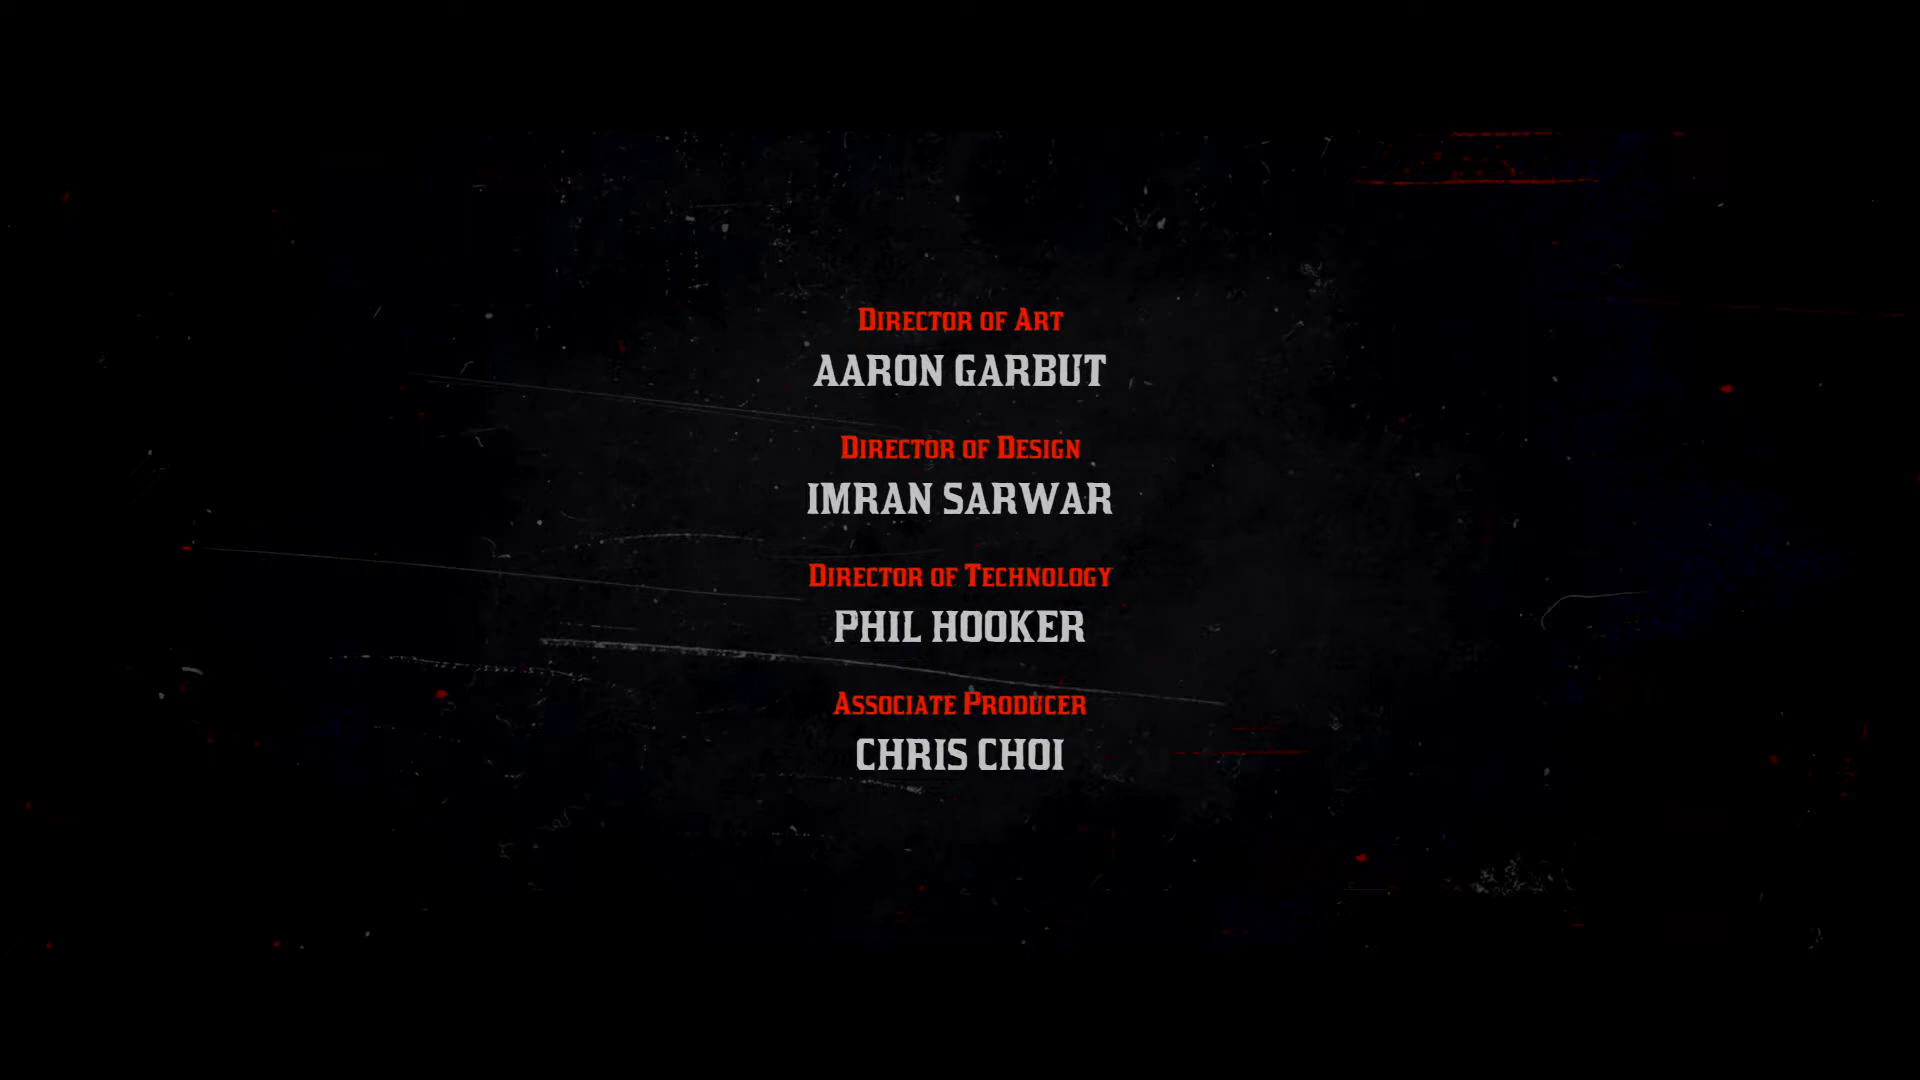 Director of Art
AARON GARBUT
Director of Design
IMRAN SARWAR
Director of Technology
PHIL HOOKER
Associate Producer
CHRIS CHOI